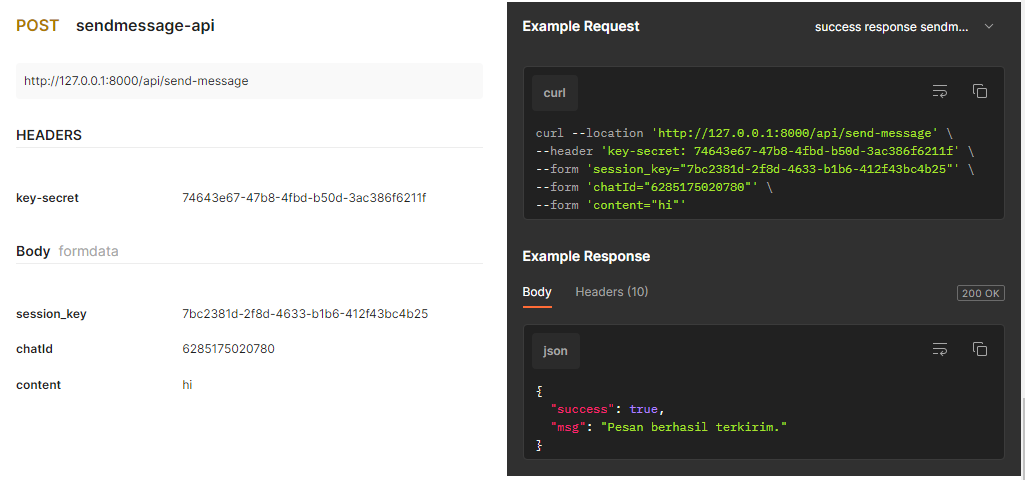 POST sendmessage-api
http://127.0.0.1:8000/api/send-message
HEADERS
key-secret 74643e67-47b8-4fbd-b50d-3ac386f6211f
Body formdata
session_key 7bc2381d-2f8d-4633-b1b6-412f43bc4b25
chatId 6285175020780
content hi
Example Request success response sendm...
curl
curl --location 'http://127.0.0.1:8000/api/send-message' \
--header 'key-secret: 74643e67-47b8-4fbd-b50d-3ac386f6211f' \
--form 'session_key="7bc2381d-2f8d-4633-b1b6-412f43bc4b25"' \
--form 'chatId="6285175020780"' \
--form 'content="hi"'
Example Response
Body Headers (10) 200 OK
json
{
"success": true,
"msg": "Pesan berhasil terkirim."
}